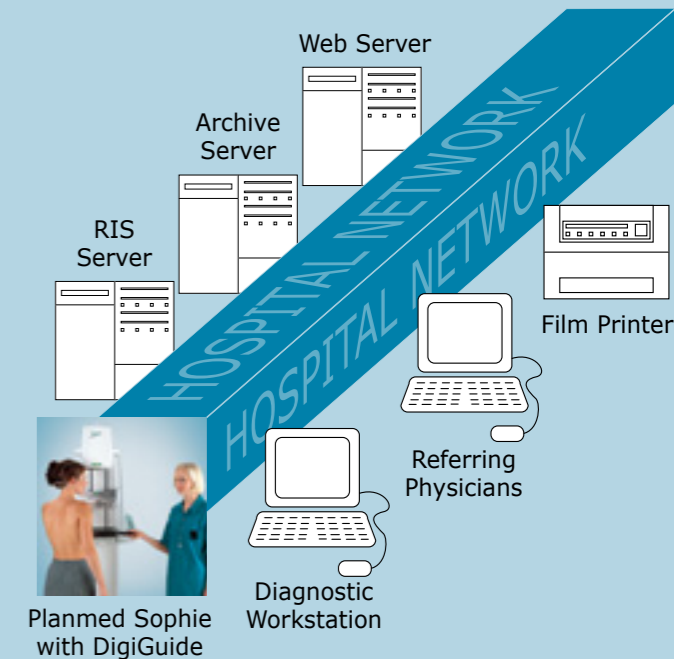 Web Server
Archive
Server
RIS
Server
HOSPITAL NETWORK
HOSPITAL NETWORK
Film Printer
Referring
Physicians
Diagnostic
Workstation
Planmed Sophie
with DigiGuide